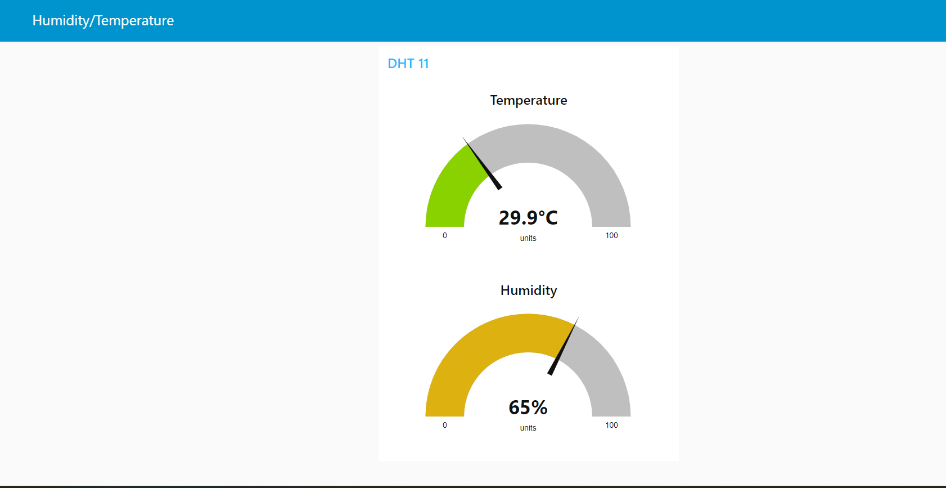 Humidity/Temperature
DHT 11
Temperature
29.9°C
0
units
100
Humidity
65%
0
units
100